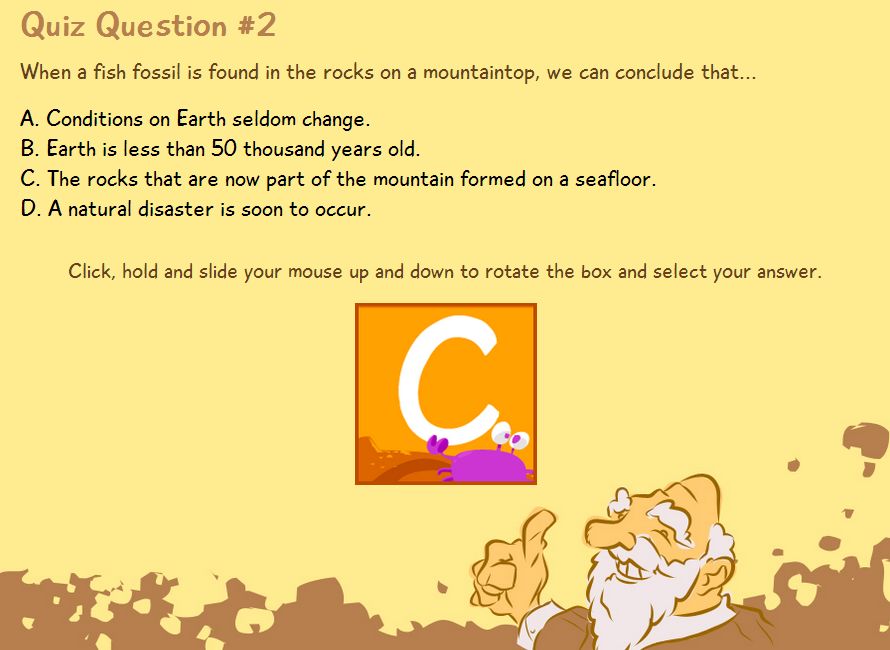 Quiz Question #2
When a fish fossil is found in the rocks on a mountaintop, we can conclude that...
A. Conditions on Earth seldom change.
B. Earth is less than 50 thousand years old.
C. The rocks that are now part of the mountain formed on a seafloor.
D. A natural disaster is soon to occur.
Click, hold and slide your mouse up and down to rotate the box and select your answer.
C